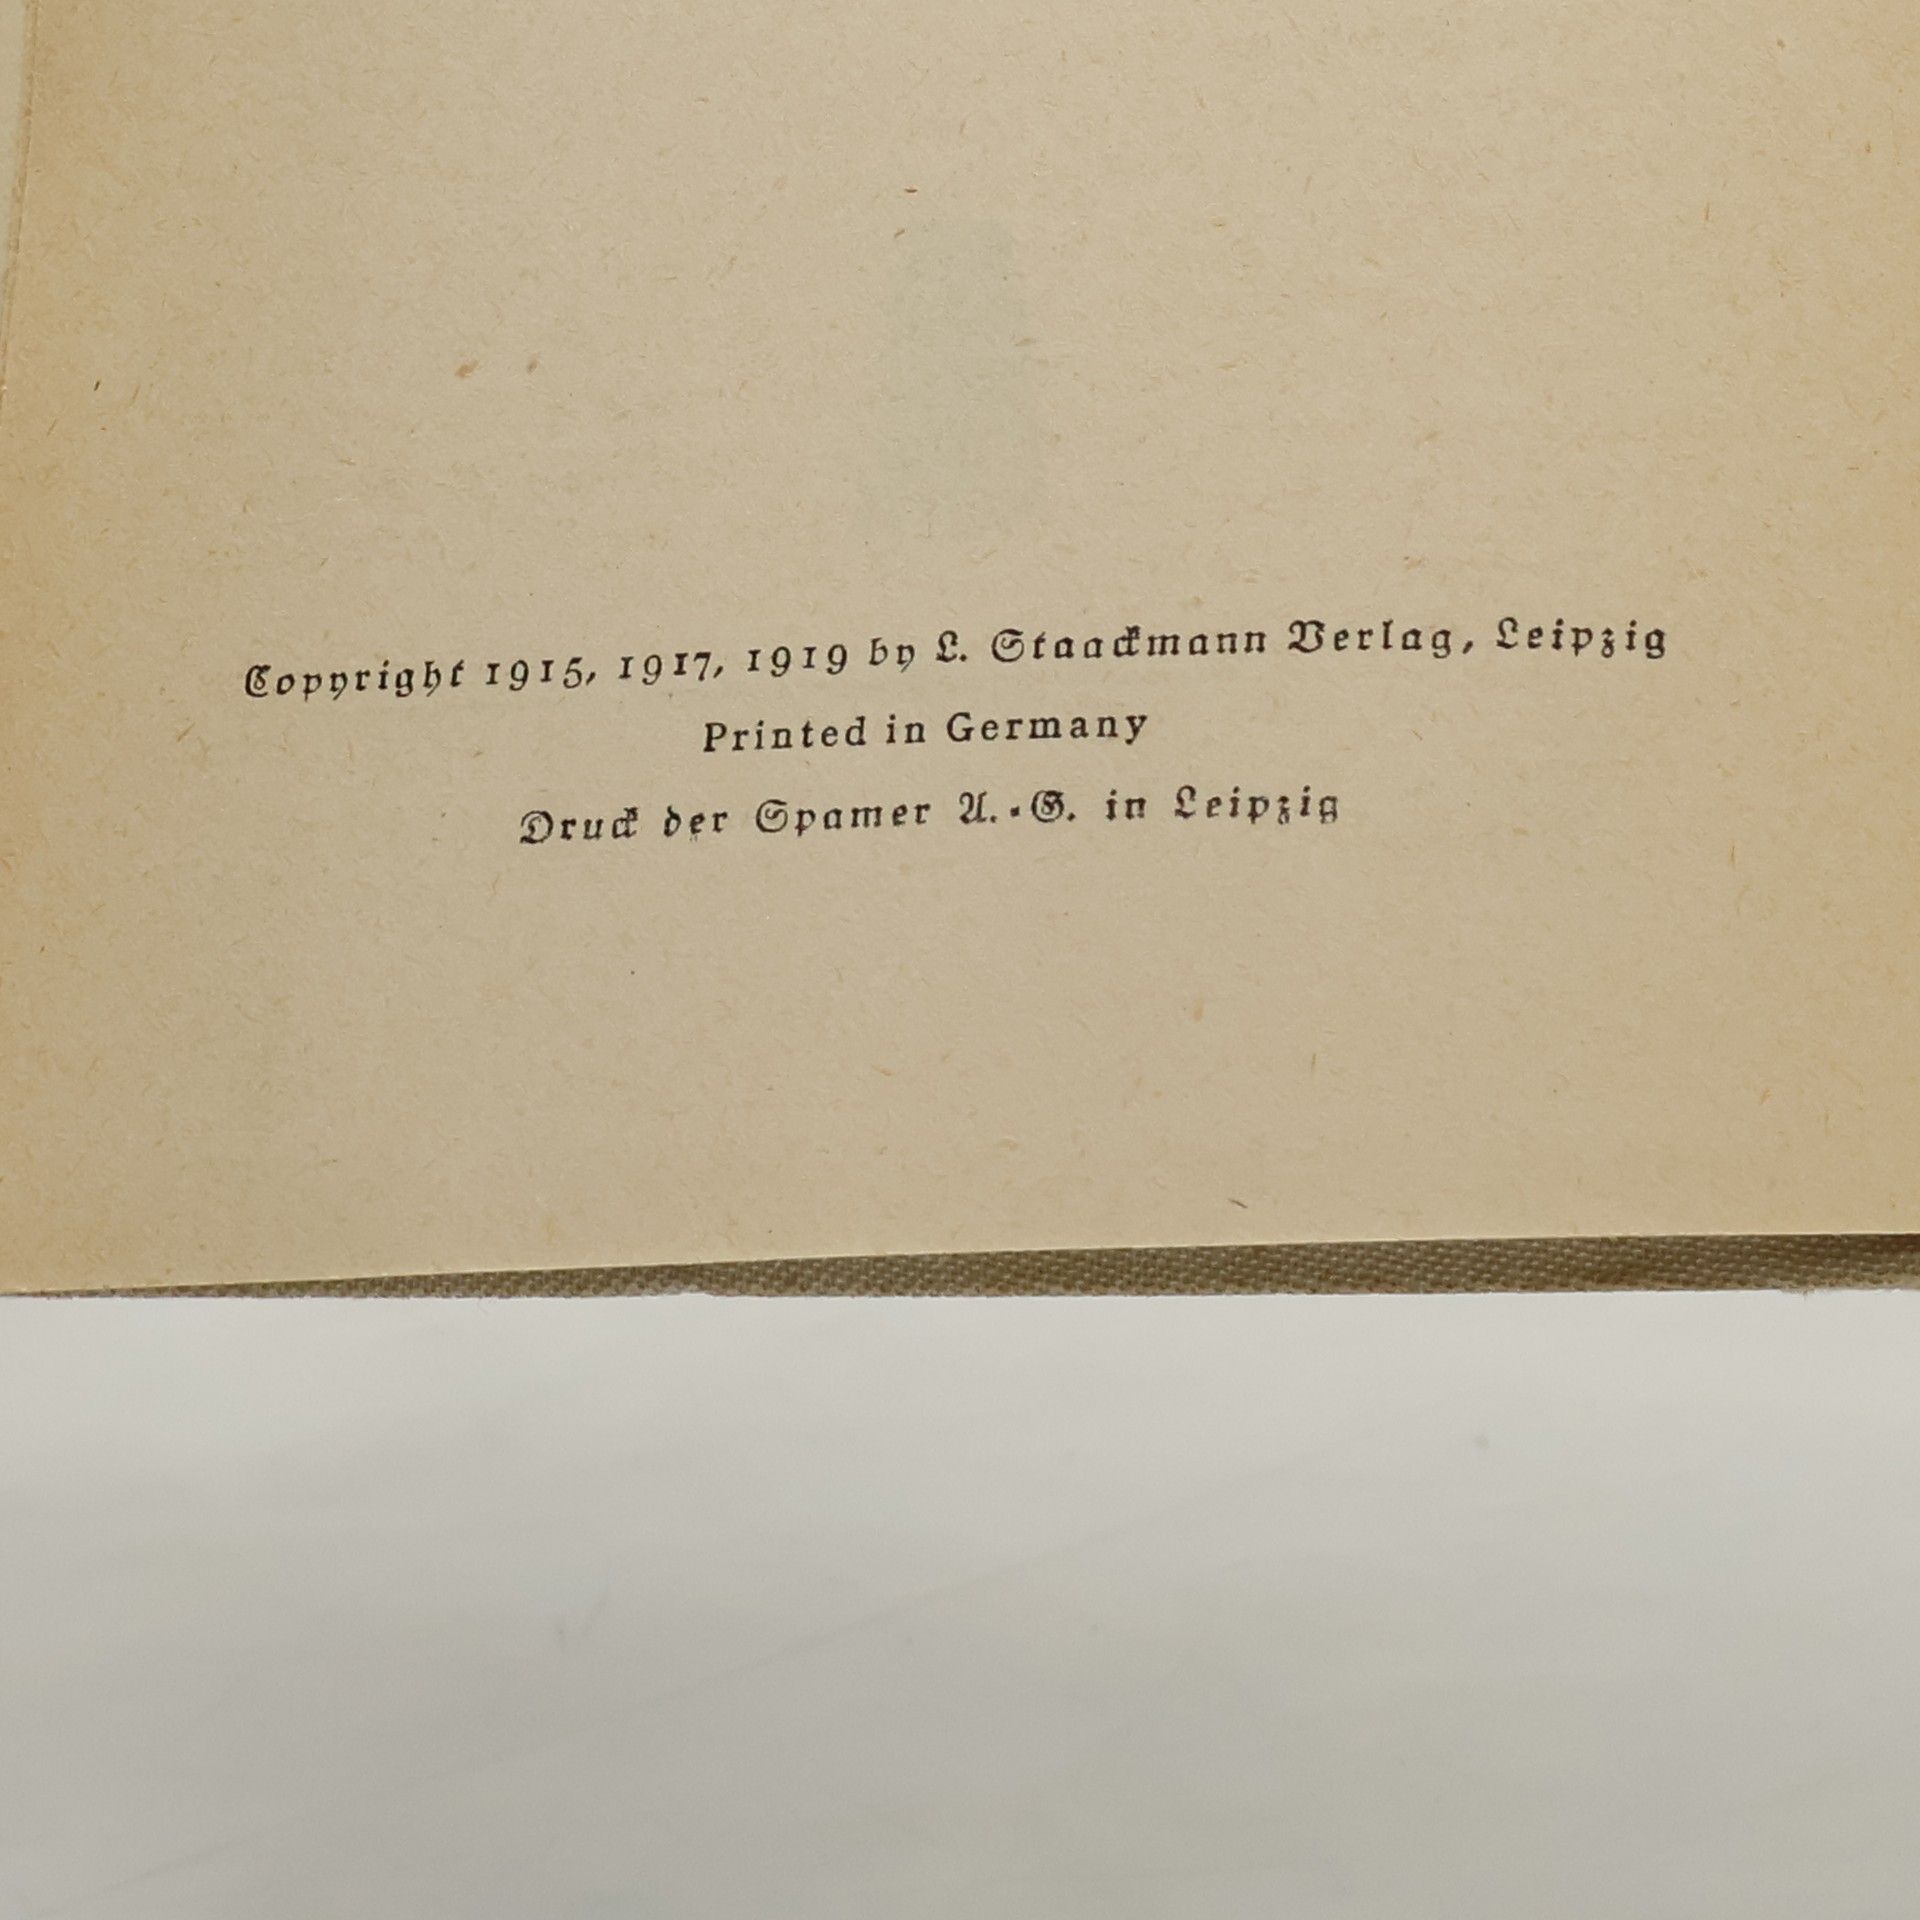 Copyright 1915, 1917, 1919 by L. Staackmann Verlag, Leipzig
Printed in Germany
Druck der Spamer A.-G. in Leipzig